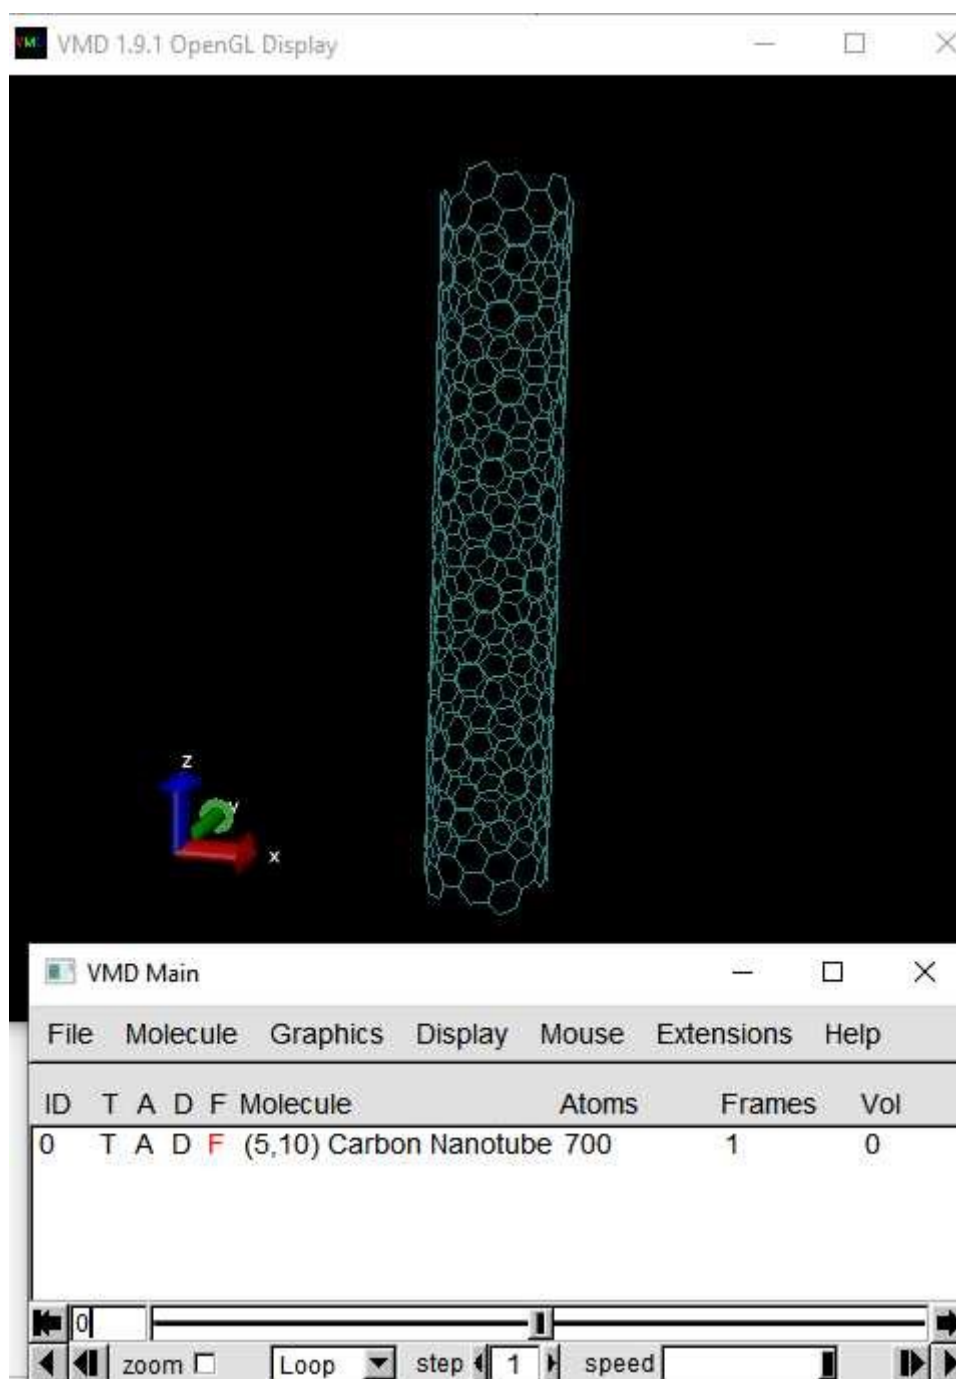 VMD 1.9.1 OpenGL Display
z
y
x
VMD Main
File Molecule Graphics Display Mouse Extensions Help
ID T A D F Molecule Atoms Frames Vol
0 T A D F (5,10) Carbon Nanotube 700 1 0
0
zoom Loop step 1 speed